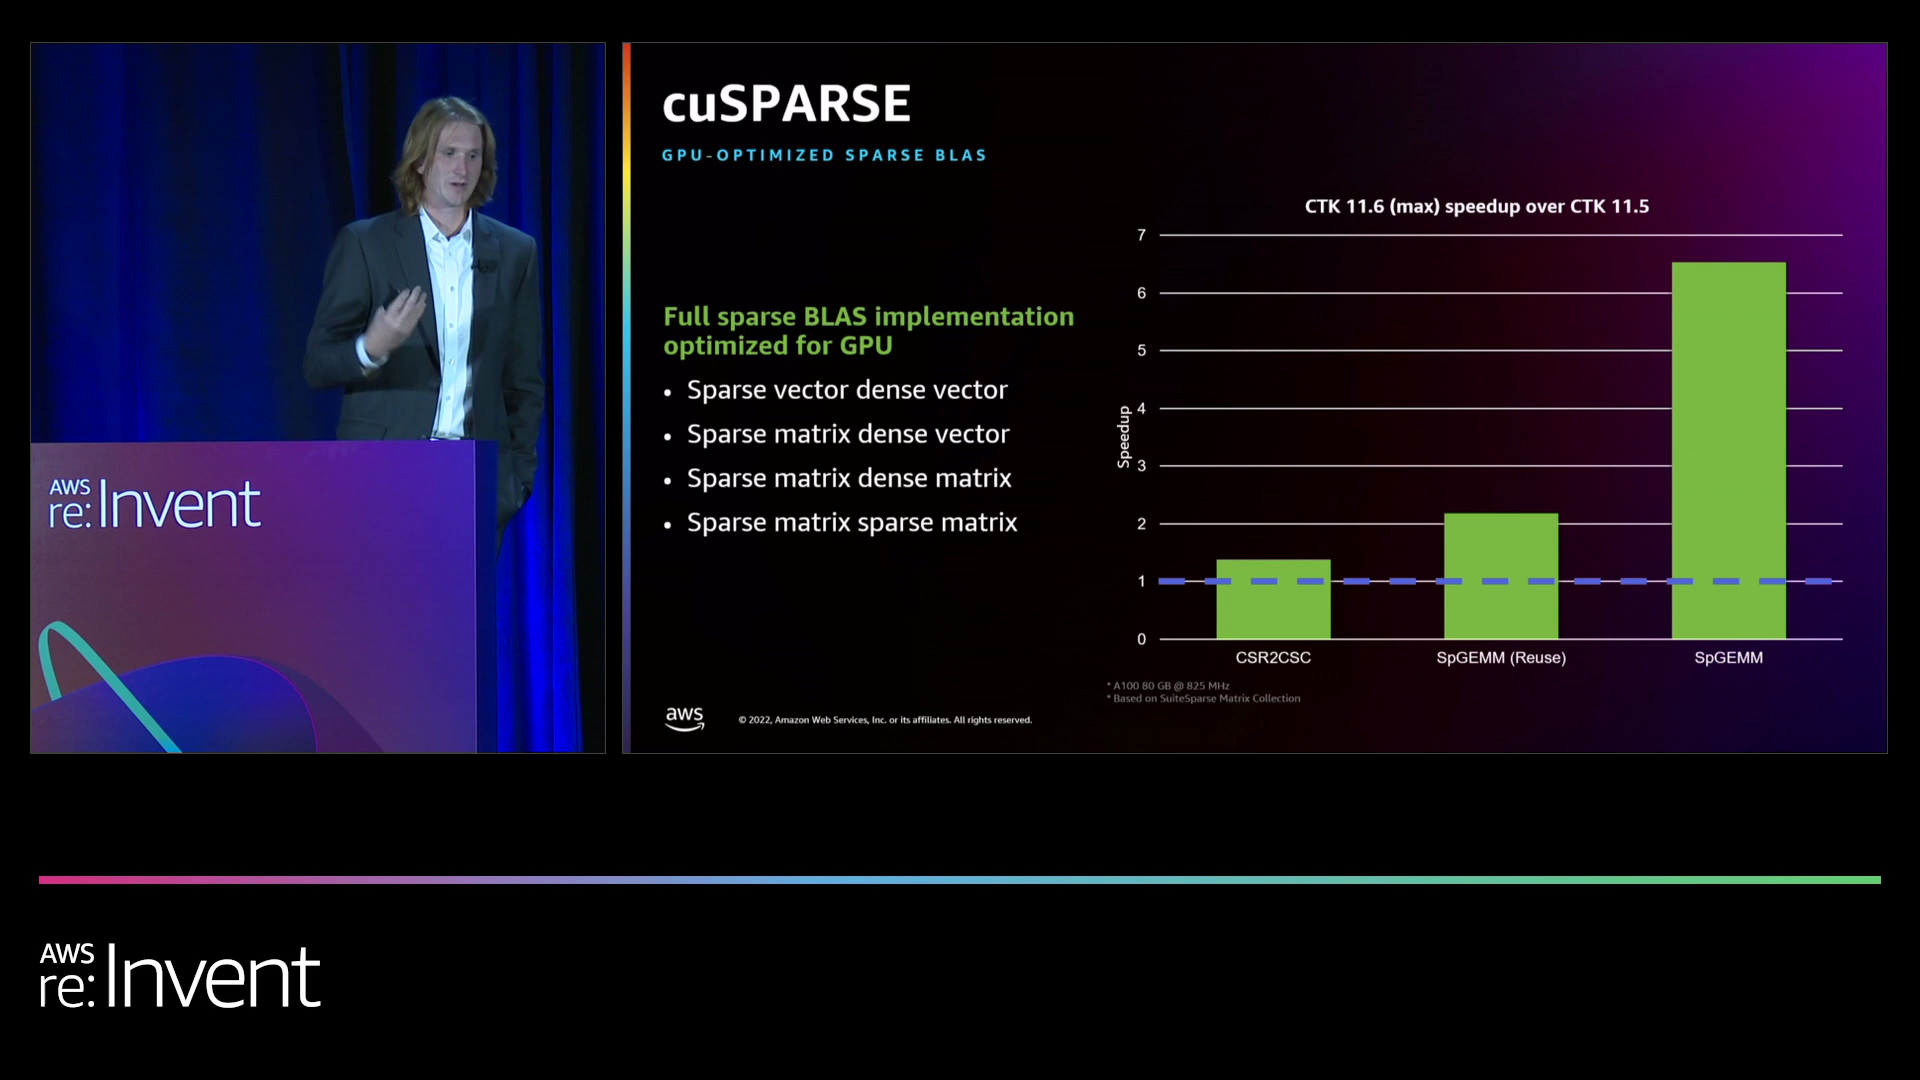 AWS
re:Invent
cuSPARSE
GPU-OPTIMIZED SPARSE BLAS
Full sparse BLAS implementation
optimized for GPU
• Sparse vector dense vector
• Sparse matrix dense vector
• Sparse matrix dense matrix
• Sparse matrix sparse matrix
CTK 11.6 (max) speedup over CTK 11.5
Speedup
7
6
5
4
3
2
1
0
CSR2CSC SpGEMM (Reuse) SpGEMM
* A100 80 GB @ 825 MHz
* Based on SuiteSparse Matrix Collection
aws
© 2022, Amazon Web Services, Inc. or its affiliates. All rights reserved.
AWS
re:Invent